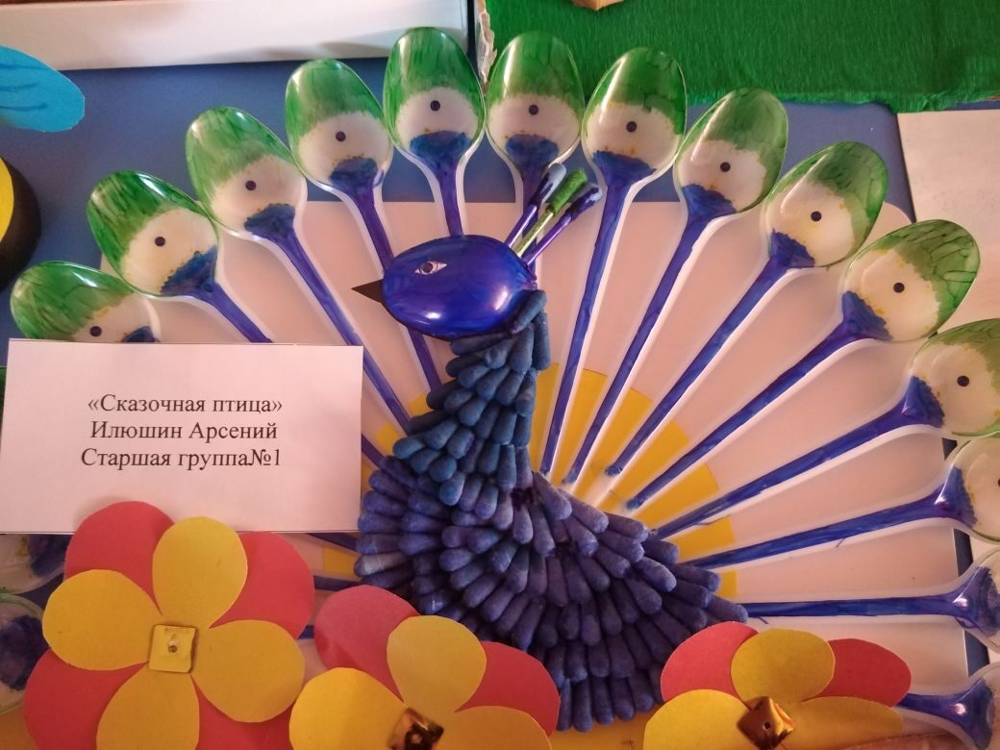 «Сказочная птица»
Илюшин Арсений
Старшая группа№1